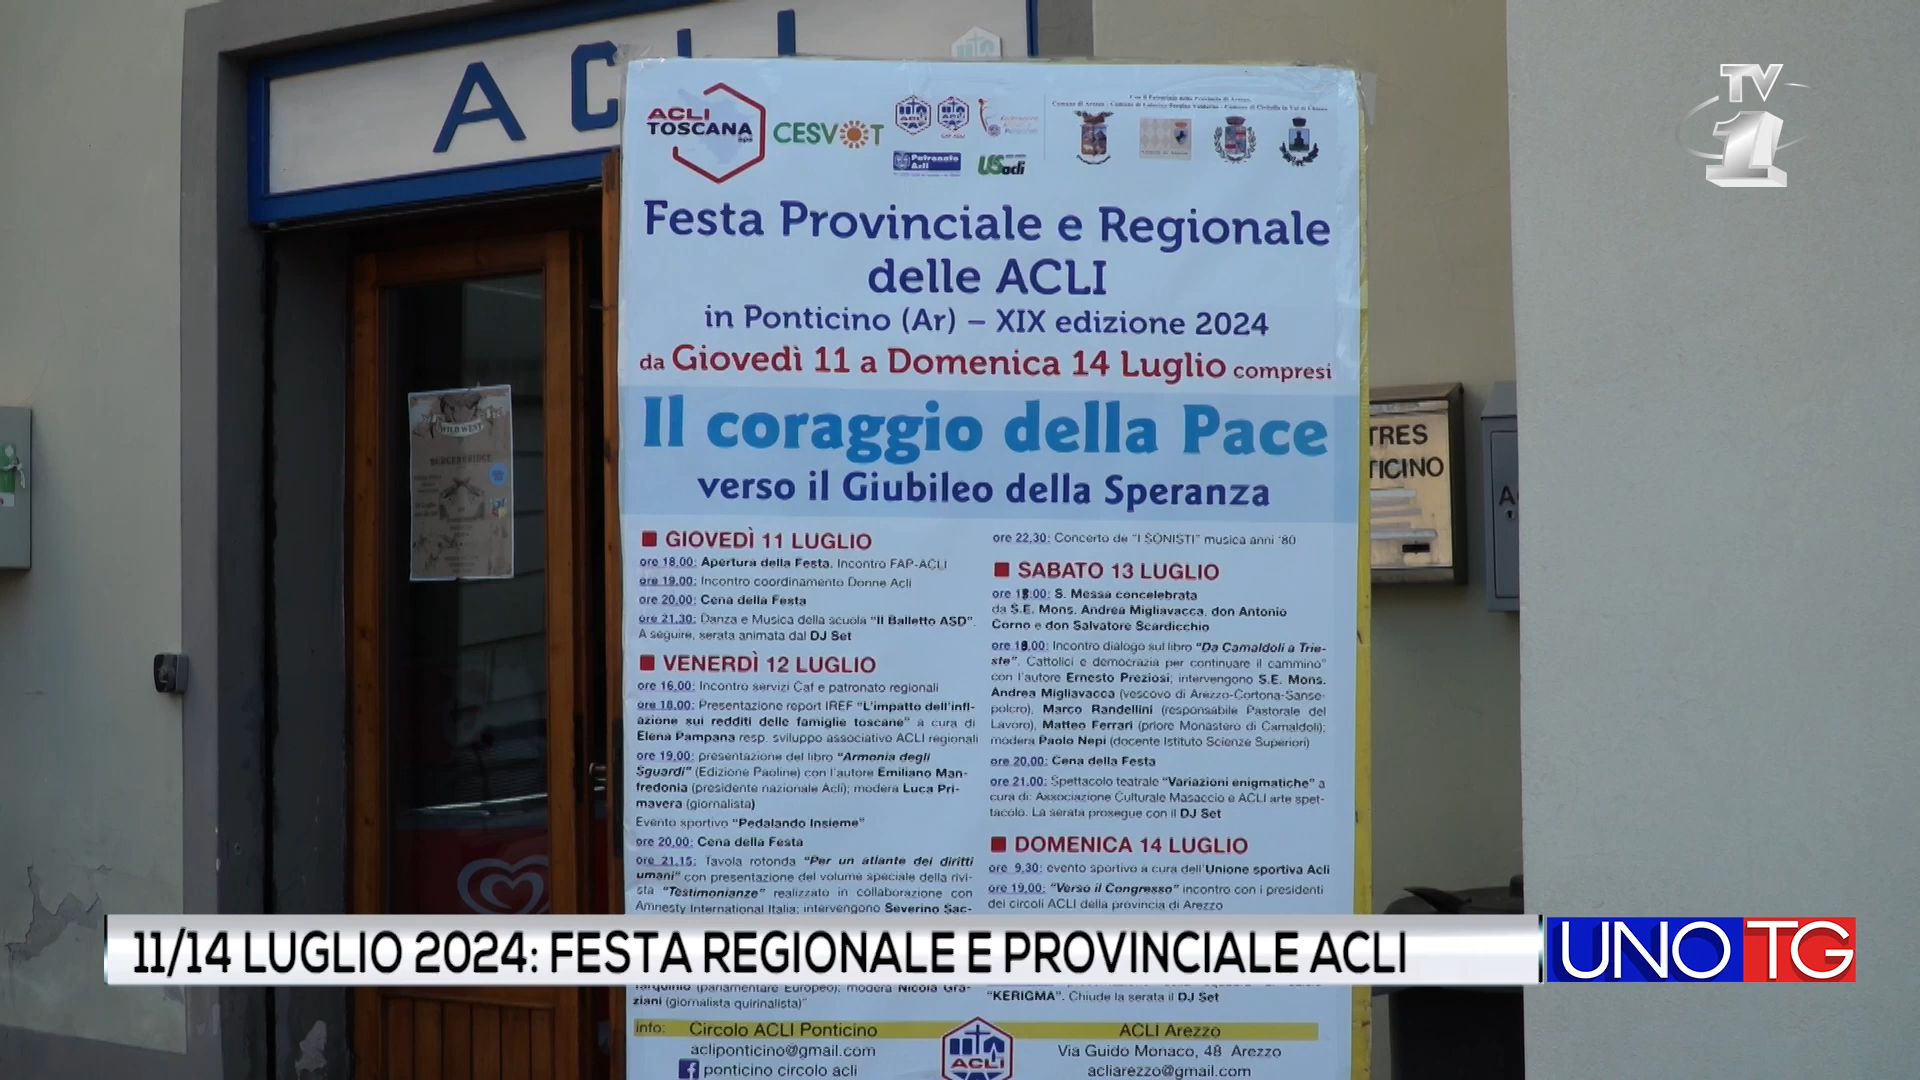 ACLI
TV
1
ACLI
TOSCANA
aps
CESVOT
Patronato
Acli
US acli
Con il Patrocinio della Provincia di Arezzo
Festa Provinciale e Regionale
delle ACLI
in Ponticino (Ar) – XIX edizione 2024
da Giovedì 11 a Domenica 14 Luglio compresi
Il coraggio della Pace
verso il Giubileo della Speranza
GIOVEDÌ 11 LUGLIO
ore 18,00: Apertura della Festa. Incontro FAP-ACLI
ore 19,00: Incontro coordinamento Donne Acli
ore 20,00: Cena della Festa
ore 21,30: Danza e Musica della scuola "Il Balletto ASD".
A seguire, serata animata dal DJ Set
VENERDÌ 12 LUGLIO
ore 16,00: Incontro servizi Caf e patronato regionali
ore 18,00: Presentazione report IREF "L'impatto dell'infl-
azione sui redditi delle famiglie toscane" a cura di
Elena Pampana resp. sviluppo associativo ACLI regionali
ore 19,00: presentazione del libro "Armonia degli
Sguardi" (Edizione Paoline) con l'autore Emiliano Man-
fredonia (presidente nazionale Acli); modera Luca Pri-
mavera (giornalista)
Evento sportivo "Pedalando Insieme"
ore 20,00: Cena della Festa
ore 21,15: Tavola rotonda "Per un atlante dei diritti
umani" con presentazione del volume speciale della rivi-
sta "Testimonianze" realizzato in collaborazione con
Amnesty International Italia; intervengono Severino Sac-
Tarquinio (parlamentare Europeo), modera Nicola Gra-
ziani (giornalista quirinalista)"
ore 22,30: Concerto de "I SONISTI" musica anni '80
SABATO 13 LUGLIO
S. Messa concelebrata
da S.E. Mons. Andrea Migliavacca, don Antonio
Corno e don Salvatore Scardicchio
Incontro dialogo sul libro "Da Camaldoli a Trie-
ste". Cattolici e democrazia per continuare il cammino"
con l'autore Ernesto Preziosi; intervengono S.E. Mons.
Andrea Migliavacca (vescovo di Arezzo-Cortona-Sanse-
polcro), Marco Randellini (responsabile Pastorale del
Lavoro), Matteo Ferrari (priore Monastero di Camaldoli);
modera Paolo Nepi (docente Istituto Scienze Superiori)
ore 20,00: Cena della Festa
ore 21,00: Spettacolo teatrale "Variazioni enigmatiche" a
cura di: Associazione Culturale Masaccio e ACLI arte spet-
tacolo. La serata prosegue con il DJ Set
DOMENICA 14 LUGLIO
ore 9,30: evento sportivo a cura dell'Unione sportiva Acli
ore 19,00: "Verso il Congresso" incontro con i presidenti
dei circoli ACLI della provincia di Arezzo
"KERIGMA". Chiude la serata il DJ Set
info: Circolo ACLI Ponticino
acliponticino@gmail.com
ponticino circolo acli
ACLI
ACLI Arezzo
Via Guido Monaco, 48 Arezzo
acliarezzo@gmail.com
WILD WEST
TRES
TICINO
11/14 LUGLIO 2024: FESTA REGIONALE E PROVINCIALE ACLI
UNO TG